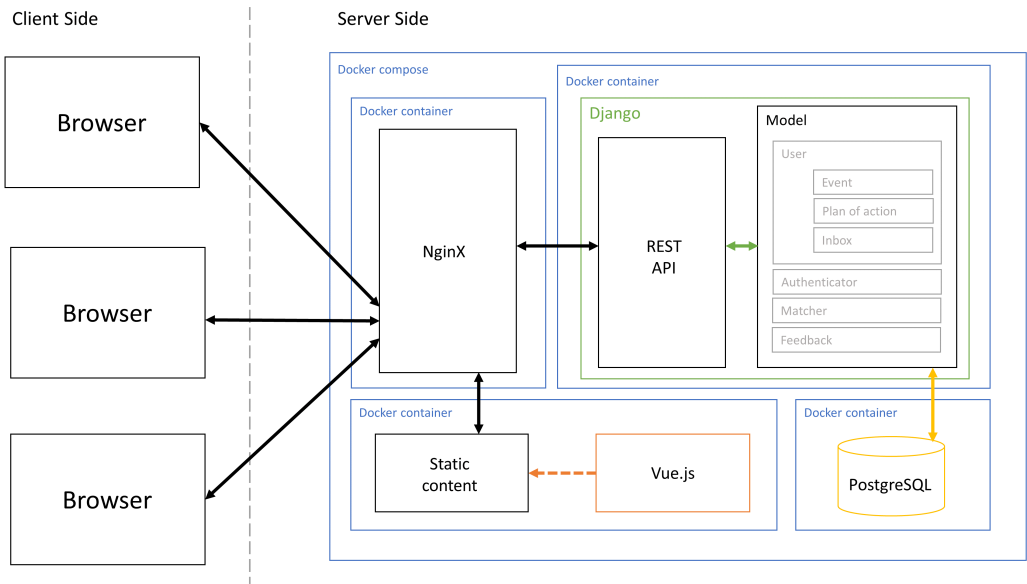 Client Side
Server Side
Browser
Browser
Browser
Docker compose
Docker container
NginX
Docker container
Django
REST
API
Model
User
Event
Plan of action
Inbox
Authenticator
Matcher
Feedback
Docker container
Static
content
Vue.js
Docker container
PostgreSQL